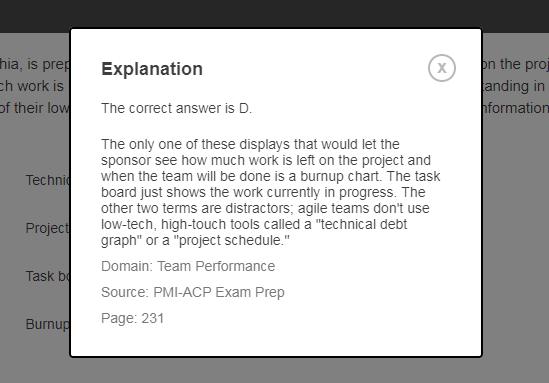 hia, is prep
on the proj
ch work is
tanding in
of their low
nformation
Explanation
X
The correct answer is D.
The only one of these displays that would let the
sponsor see how much work is left on the project and
when the team will be done is a burnup chart. The task
board just shows the work currently in progress. The
other two terms are distractors; agile teams don't use
low-tech, high-touch tools called a "technical debt
graph" or a "project schedule."
Domain: Team Performance
Source: PMI-ACP Exam Prep
Page: 231
Technic
Project
Task bo
Burnup